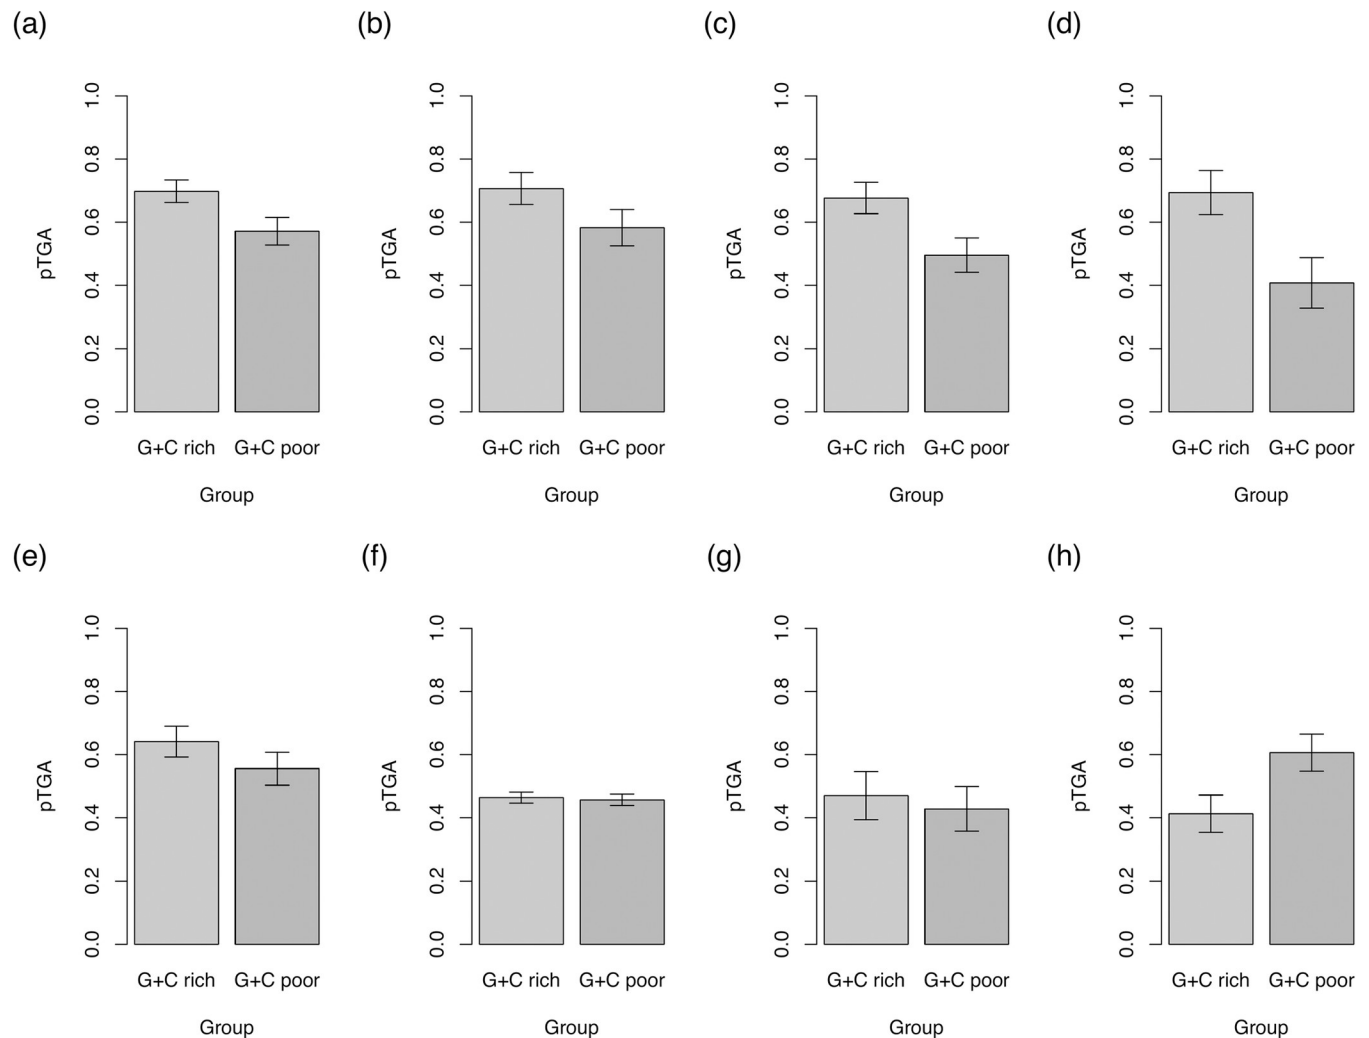 (a) (b) (c) (d)
1.0 1.0 1.0 1.0
0.8 0.8 0.8 0.8
0.6 0.6 0.6 0.6
pTGA pTGA pTGA pTGA
0.4 0.4 0.4 0.4
0.2 0.2 0.2 0.2
0.0 0.0 0.0 0.0
G+C rich G+C poor G+C rich G+C poor G+C rich G+C poor G+C rich G+C poor
Group Group Group Group
(e) (f) (g) (h)
1.0 1.0 1.0 1.0
0.8 0.8 0.8 0.8
0.6 0.6 0.6 0.6
pTGA pTGA pTGA pTGA
0.4 0.4 0.4 0.4
0.2 0.2 0.2 0.2
0.0 0.0 0.0 0.0
G+C rich G+C poor G+C rich G+C poor G+C rich G+C poor G+C rich G+C poor
Group Group Group Group